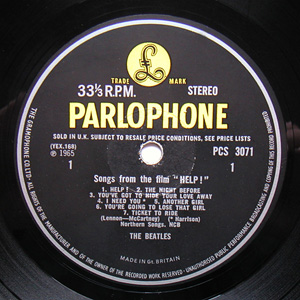 £
TRADE MARK
33⅓ R.P.M. STEREO
PARLOPHONE
SOLD IN U.K. SUBJECT TO RESALE PRICE CONDITIONS, SEE PRICE LISTS
(YEX.168) PCS 3071
℗ 1965
1 1
Songs from the film "HELP!"
1. HELP! 2. THE NIGHT BEFORE
3. YOU'VE GOT TO HIDE YOUR LOVE AWAY
4. I NEED YOU * 5. ANOTHER GIRL
6. YOU'RE GOING TO LOSE THAT GIRL
7. TICKET TO RIDE
(Lennon—McCartney) (* Harrison)
Northern Songs, NCB
THE BEATLES
MADE IN GT. BRITAIN
THE GRAMOPHONE CO. LTD. ALL RIGHTS OF THE MANUFACTURER AND OF THE OWNER OF THE RECORDED WORK RESERVED · UNAUTHORISED PUBLIC PERFORMANCE, BROADCASTING AND COPYING OF THIS RECORD PROHIBITED